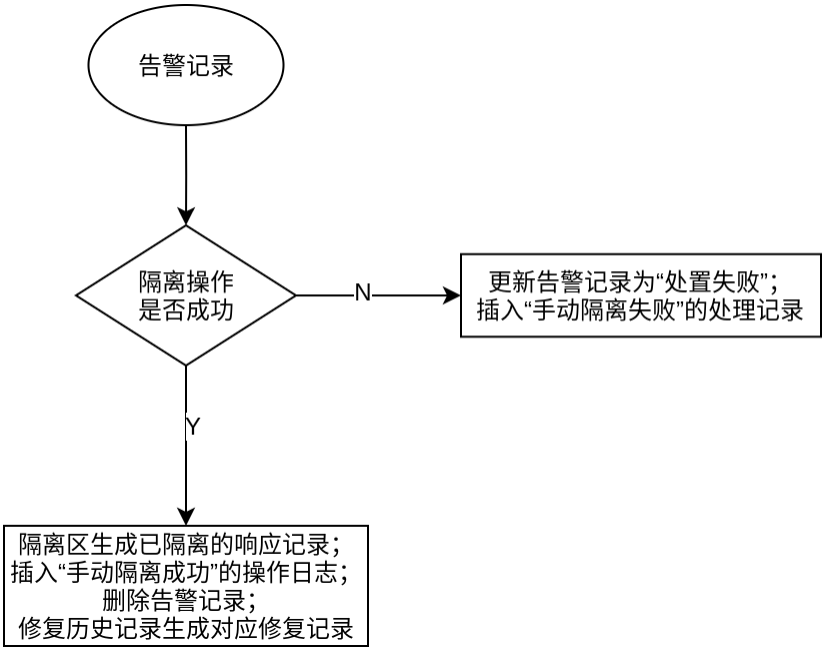 告警记录
隔离操作
是否成功
N
更新告警记录为“处置失败”；
插入“手动隔离失败”的处理记录
Y
隔离区生成已隔离的响应记录；
插入“手动隔离成功”的操作日志；
删除告警记录；
修复历史记录生成对应修复记录